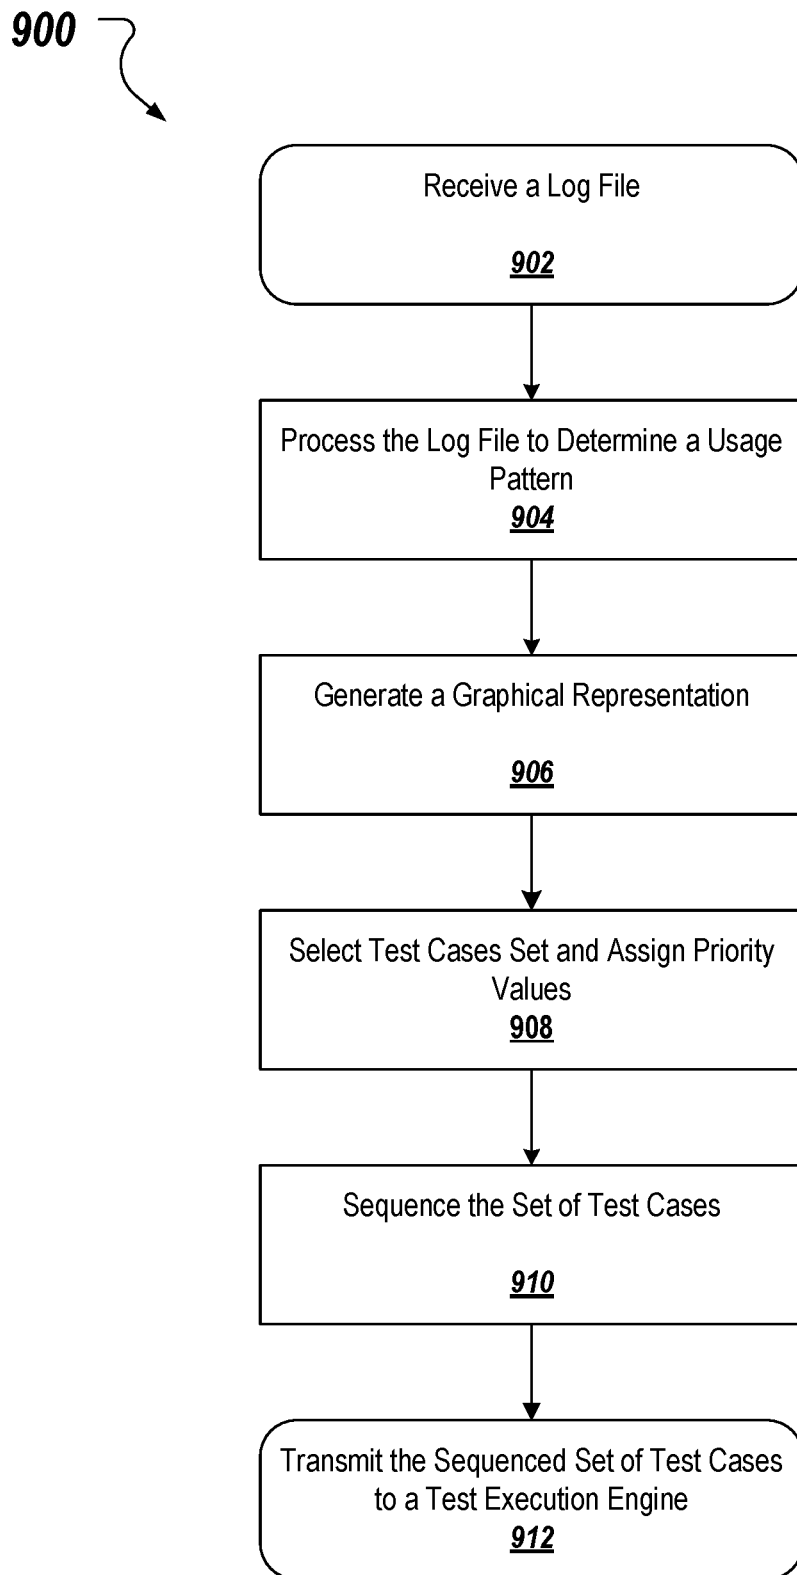 900
Receive a Log File
902
Process the Log File to Determine a Usage
Pattern
904
Generate a Graphical Representation
906
Select Test Cases Set and Assign Priority
Values
908
Sequence the Set of Test Cases
910
Transmit the Sequenced Set of Test Cases
to a Test Execution Engine
912